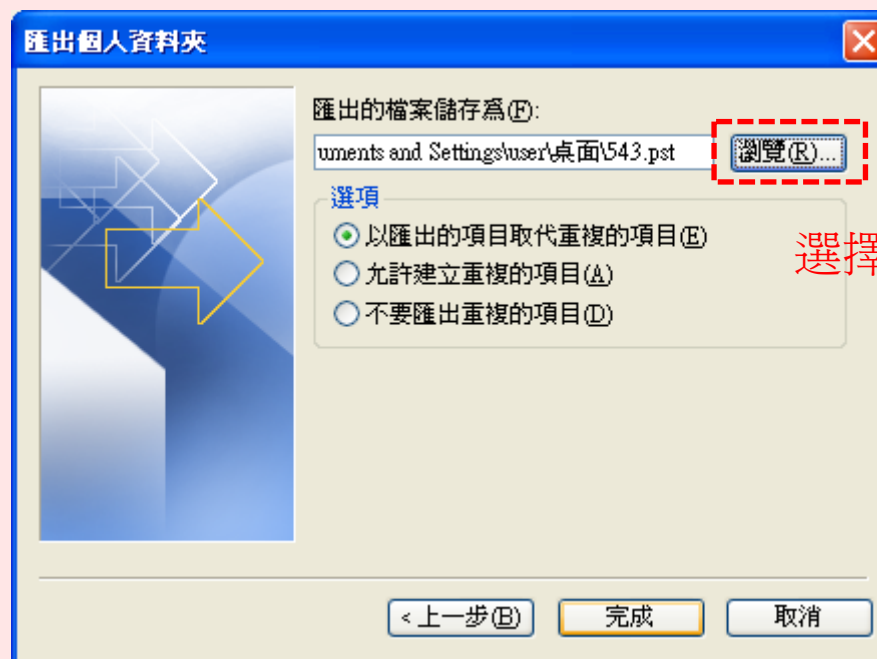 匯出個人資料夾
匯出的檔案儲存為(F):
uments and Settings\user\桌面\543.pst
瀏覽(R)...
選項
以匯出的項目取代重複的項目(E)
允許建立重複的項目(A)
不要匯出重複的項目(D)
選擇
<上一步(B)
完成
取消